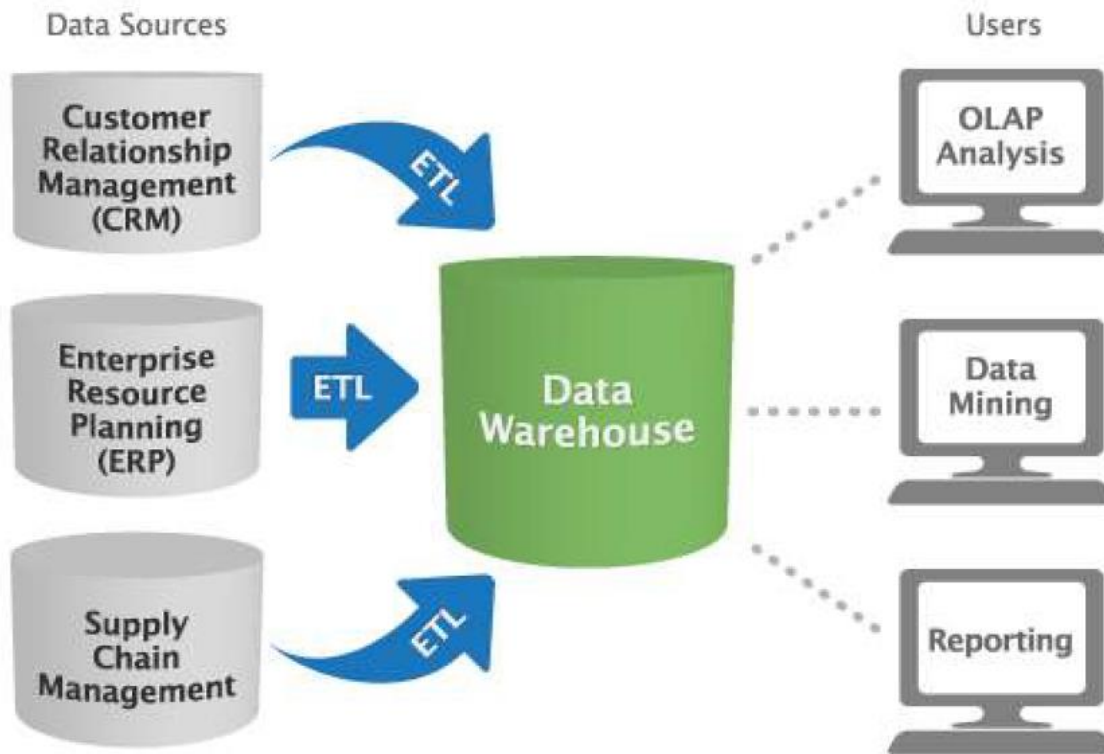 Data Sources
Users
Customer
Relationship
Management
(CRM)
ETL
OLAP
Analysis
Enterprise
Resource
Planning
(ERP)
ETL
Data
Warehouse
Data
Mining
Supply
Chain
Management
ETL
Reporting